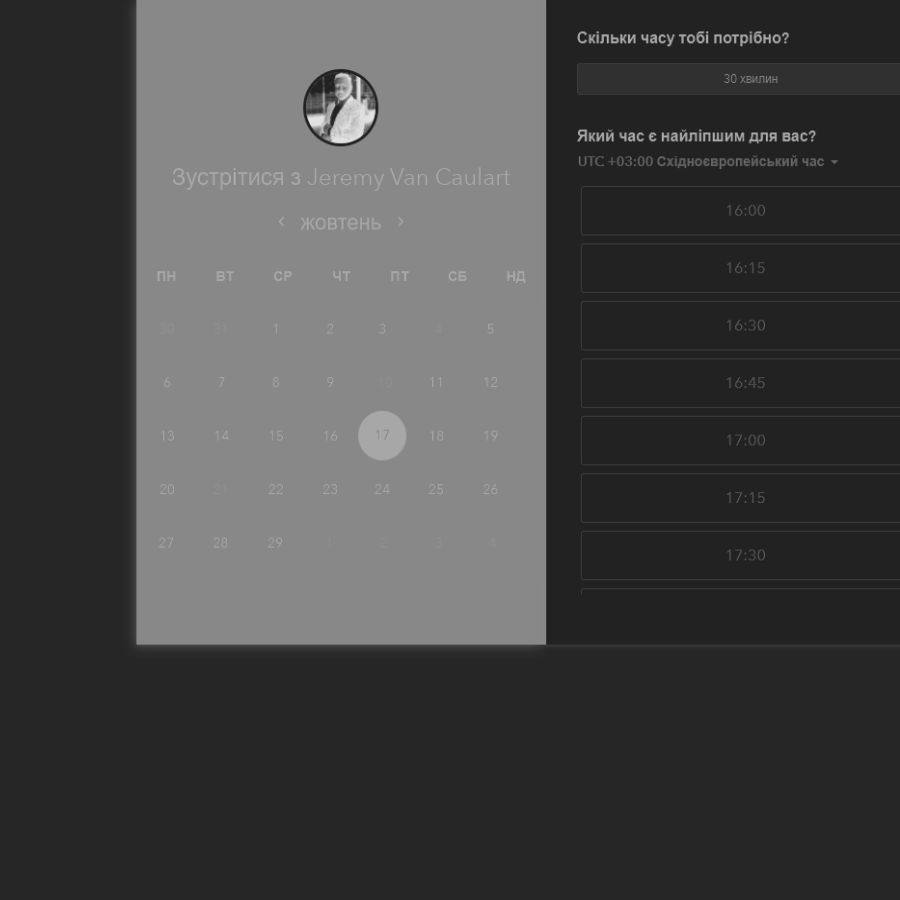 Зустрітися з Jeremy Van Caulart
жовтень
ПН ВТ СР ЧТ ПТ СБ НД
30 31 1 2 3 4 5
6 7 8 9 10 11 12
13 14 15 16 17 18 19
20 21 22 23 24 25 26
27 28 29 1 2 3 4
Скільки часу тобі потрібно?
30 хвилин
Який час є найліпшим для вас?
UTC +03:00 Східноєвропейський час
16:00
16:15
16:30
16:45
17:00
17:15
17:30